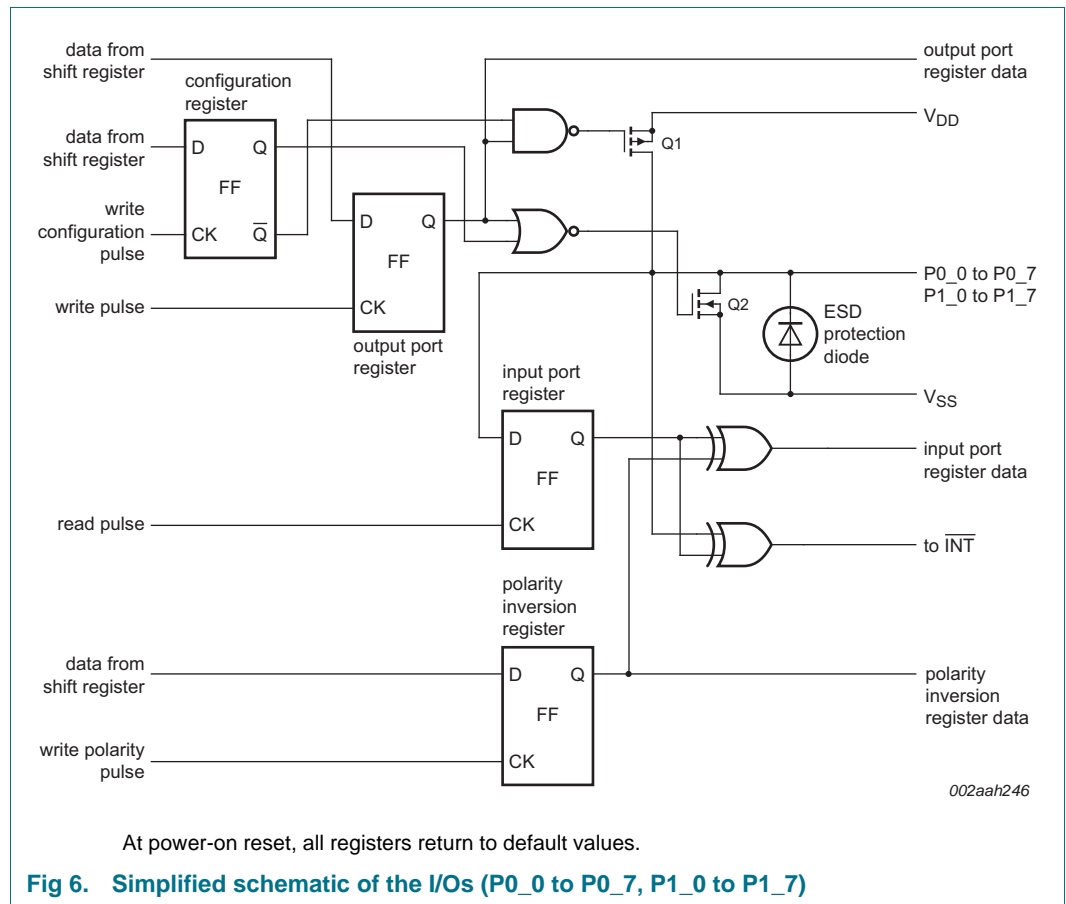 data from
shift register
configuration
register
data from
shift register
D
Q
FF
write
configuration
pulse
CK
Q̅
D
Q
FF
CK
write pulse
output port
register
output port
register data
VDD
Q1
P0_0 to P0_7
P1_0 to P1_7
Q2
ESD
protection
diode
VSS
input port
register
D
Q
FF
CK
read pulse
input port
register data
to I̅N̅T̅
polarity
inversion
register
data from
shift register
D
Q
FF
CK
write polarity
pulse
polarity
inversion
register data
002aah246
At power-on reset, all registers return to default values.
Fig 6. Simplified schematic of the I/Os (P0_0 to P0_7, P1_0 to P1_7)